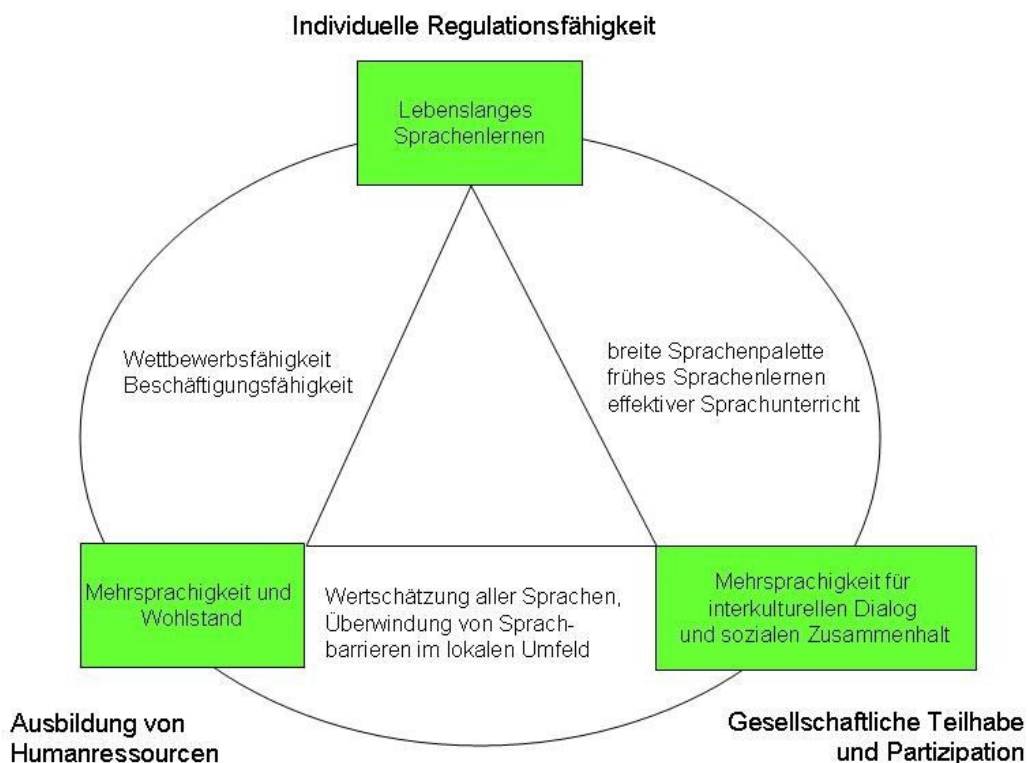 Individuelle Regulationsfähigkeit
Lebenslanges
Sprachenlernen
Wettbewerbsfähigkeit
Beschäftigungsfähigkeit
breite Sprachenpalette
frühes Sprachenlernen
effektiver Sprachunterricht
Mehrsprachigkeit und
Wohlstand
Wertschätzung aller Sprachen,
Überwindung von Sprach-
barrieren im lokalen Umfeld
Mehrsprachigkeit für
interkulturellen Dialog
und sozialen Zusammenhalt
Ausbildung von
Humanressourcen
Gesellschaftliche Teilhabe
und Partizipation